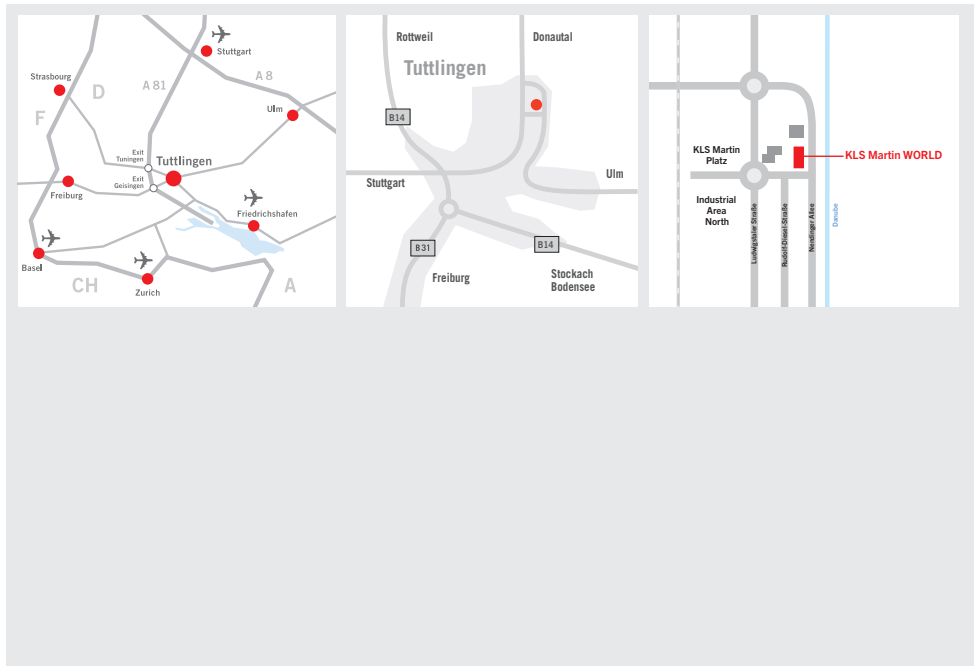 Stuttgart
Strasbourg
D
A 81
A 8
F
Ulm
Exit
Tuningen
Tuttlingen
Exit
Geisingen
Freiburg
Friedrichshafen
Basel
CH
Zurich
A
Rottweil
Donautal
Tuttlingen
B14
Stuttgart
Ulm
B31
B14
Freiburg
Stockach
Bodensee
KLS Martin
Platz
KLS Martin WORLD
Industrial
Area
North
Ludwigstaler Straße
Rudolf-Diesel-Straße
Nendinger Allee
Danube